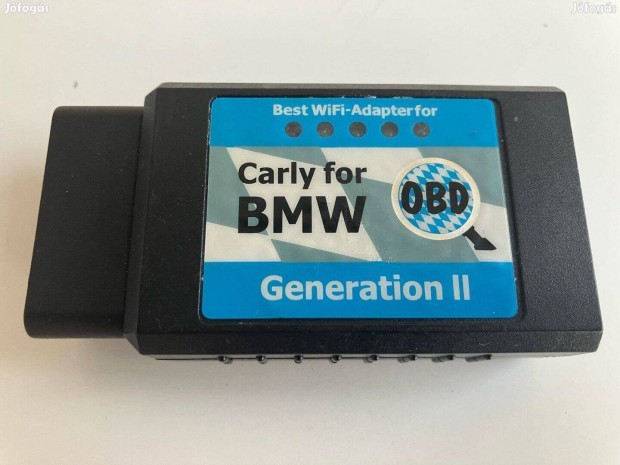 Jófogás
Jófogás
Best WiFi-Adapter for
Carly for
BMW
OBD
Generation II